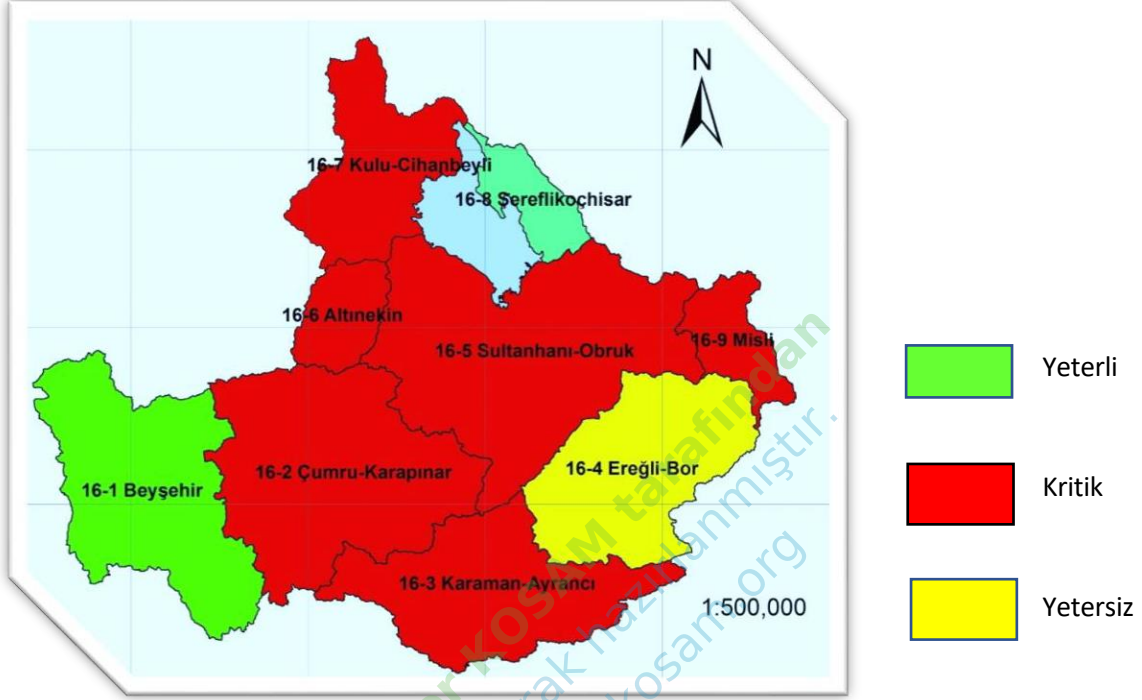 N
16-7 Kulu-Cihanbeyli
16-8 Şereflikoçhisar
16-6 Altınekin
16-5 Sultanhanı-Obruk
16-9 Misli
16-2 Çumru-Karapınar
16-4 Ereğli-Bor
16-1 Beyşehir
16-3 Karaman-Ayrancı
1:500,000
Yeterli
Kritik
Yetersiz
KOSAM tarafından
hazırlanmıştır.